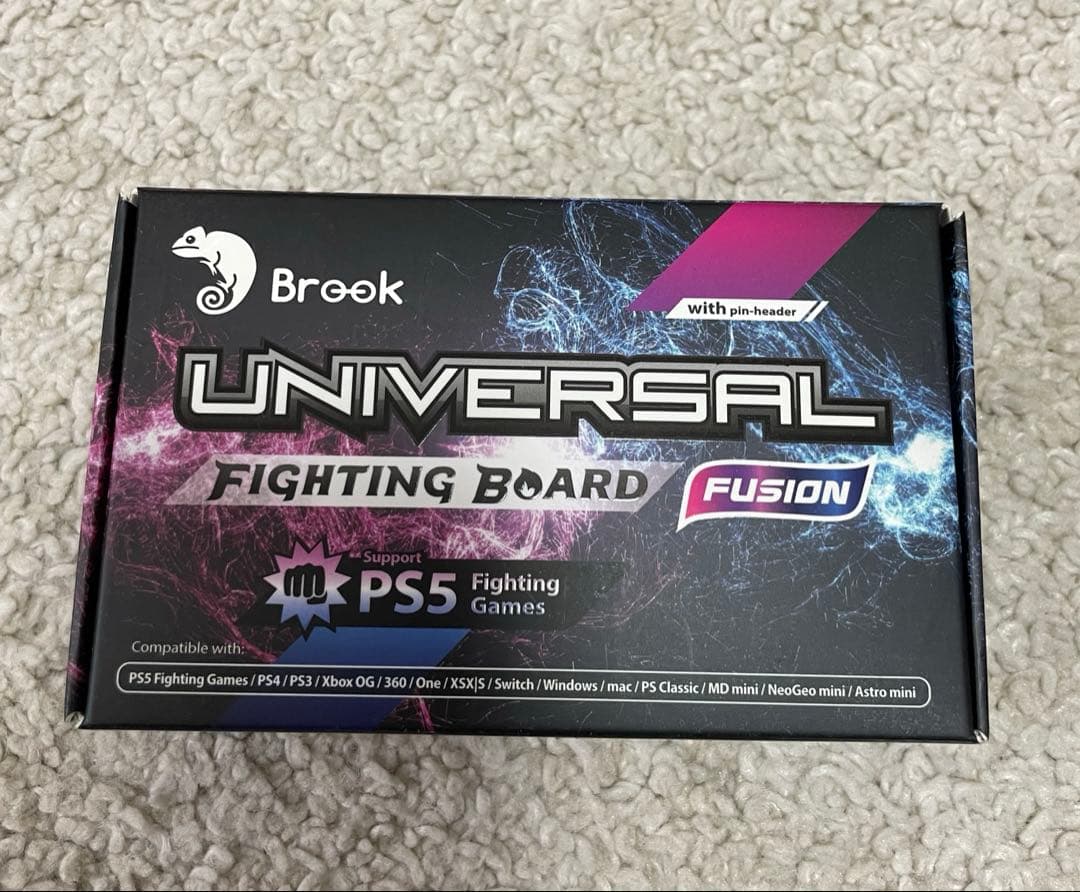 Brook
with pin-header
UNIVERSAL
FIGHTING BOARD
FUSION
Support
PS5 Fighting Games
Compatible with:
PS5 Fighting Games / PS4 / PS3 / Xbox OG / 360 / One / XSX|S / Switch / Windows / mac / PS Classic / MD mini / NeoGeo mini / Astro mini